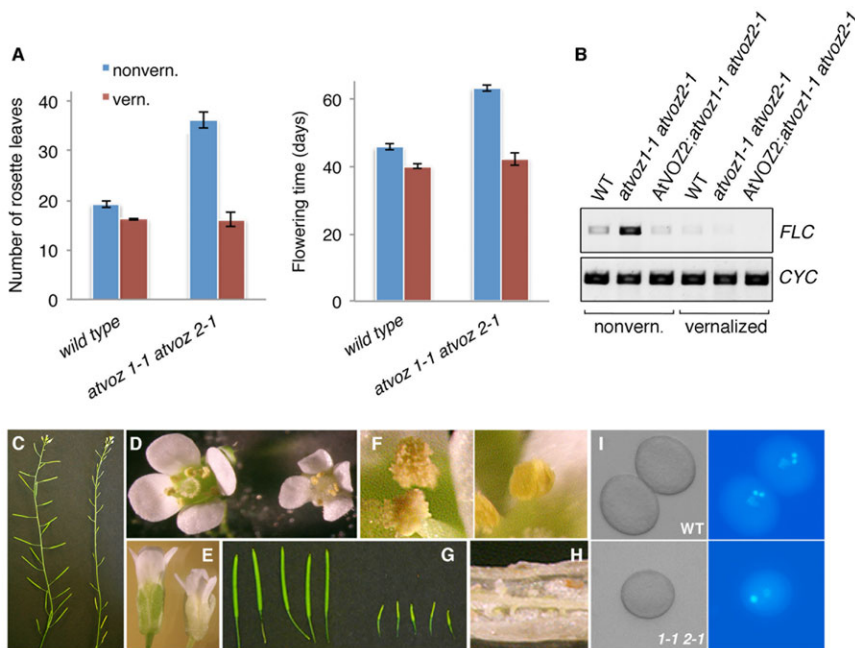 A
nonvern.
vern.
Number of rosette leaves
40
30
20
10
0
wild type
atvoz 1-1 atvoz 2-1
Flowering time (days)
60
40
20
0
wild type
atvoz 1-1 atvoz 2-1
B
WT
atvoz1-1 atvoz2-1
AtVOZ2;atvoz1-1 atvoz2-1
WT
atvoz1-1 atvoz2-1
AtVOZ2;atvoz1-1 atvoz2-1
FLC
CYC
nonvern.
vernalized
C
D
F
I
WT
E
G
H
1-1 2-1